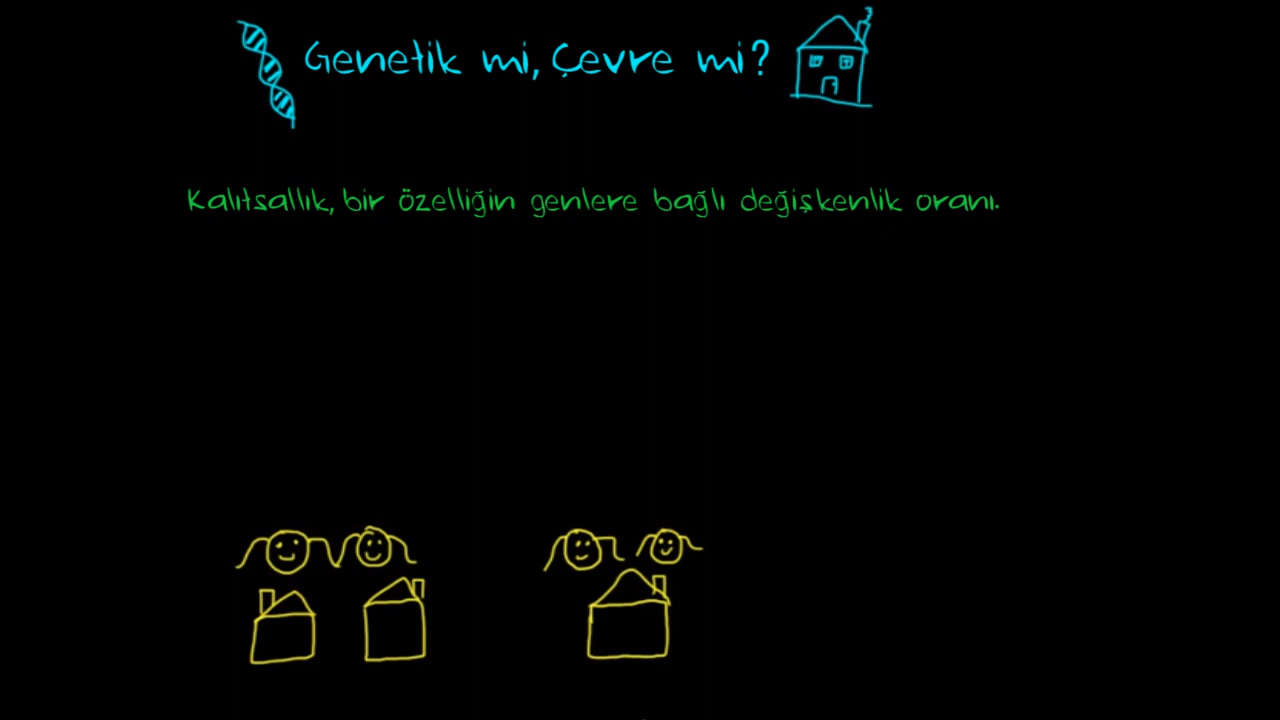 Genetik mi, Çevre mi?
Kalıtsallık, bir özelliğin genlere bağlı değişkenlik oranı.